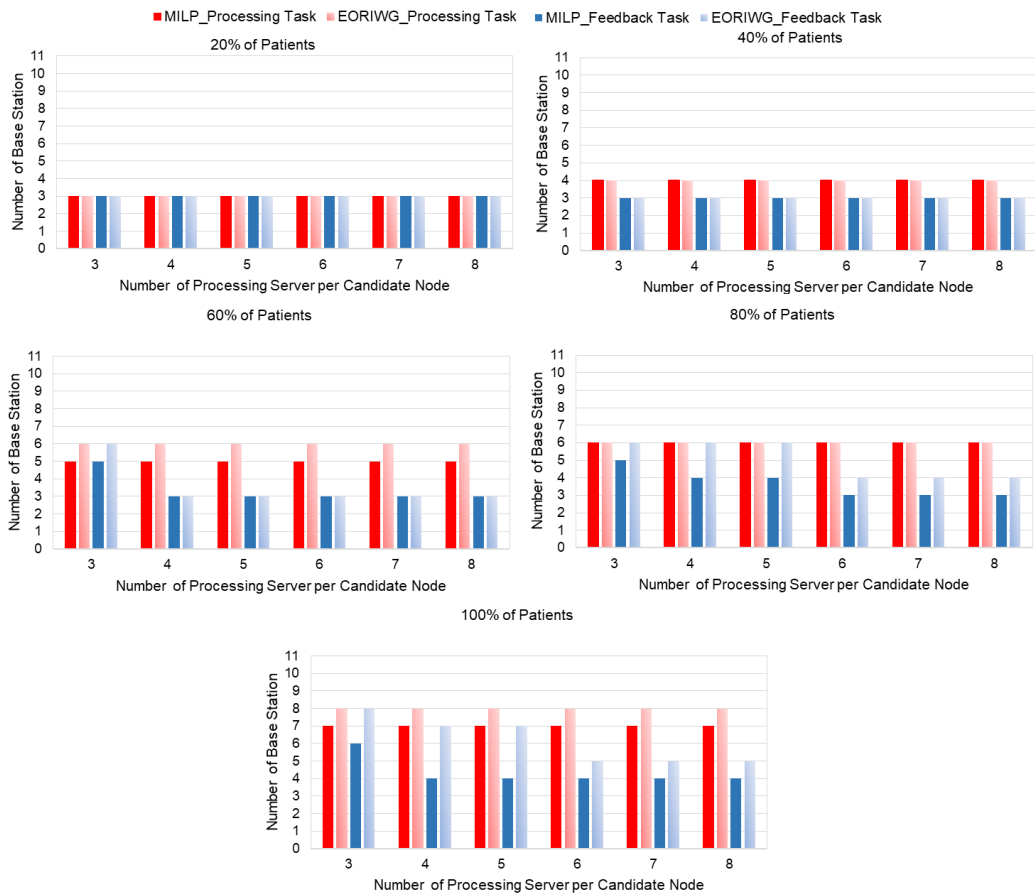 MILP_Processing Task EORIWG_Processing Task MILP_Feedback Task EORIWG_Feedback Task
20% of Patients
Number of Base Station
11
10
9
8
7
6
5
4
3
2
1
0
3 4 5 6 7 8
Number of Processing Server per Candidate Node
40% of Patients
Number of Base Station
11
10
9
8
7
6
5
4
3
2
1
0
3 4 5 6 7 8
Number of Processing Server per Candidate Node
60% of Patients
Number of Base Station
11
10
9
8
7
6
5
4
3
2
1
0
3 4 5 6 7 8
Number of Processing Server per Candidate Node
80% of Patients
Number of Base Station
11
10
9
8
7
6
5
4
3
2
1
0
3 4 5 6 7 8
Number of Processing Server per Candidate Node
100% of Patients
Number of Base Station
11
10
9
8
7
6
5
4
3
2
1
0
3 4 5 6 7 8
Number of Processing Server per Candidate Node